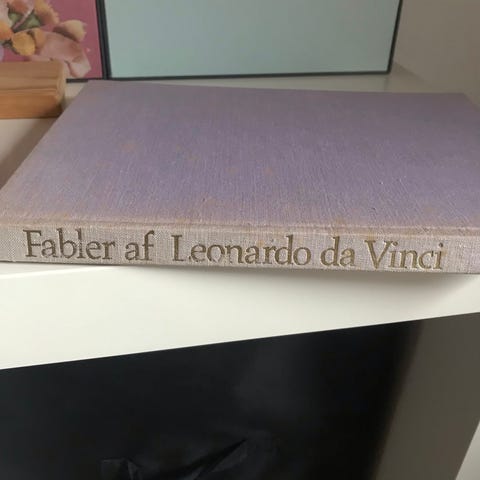 Fabler af Leonardo da Vinci